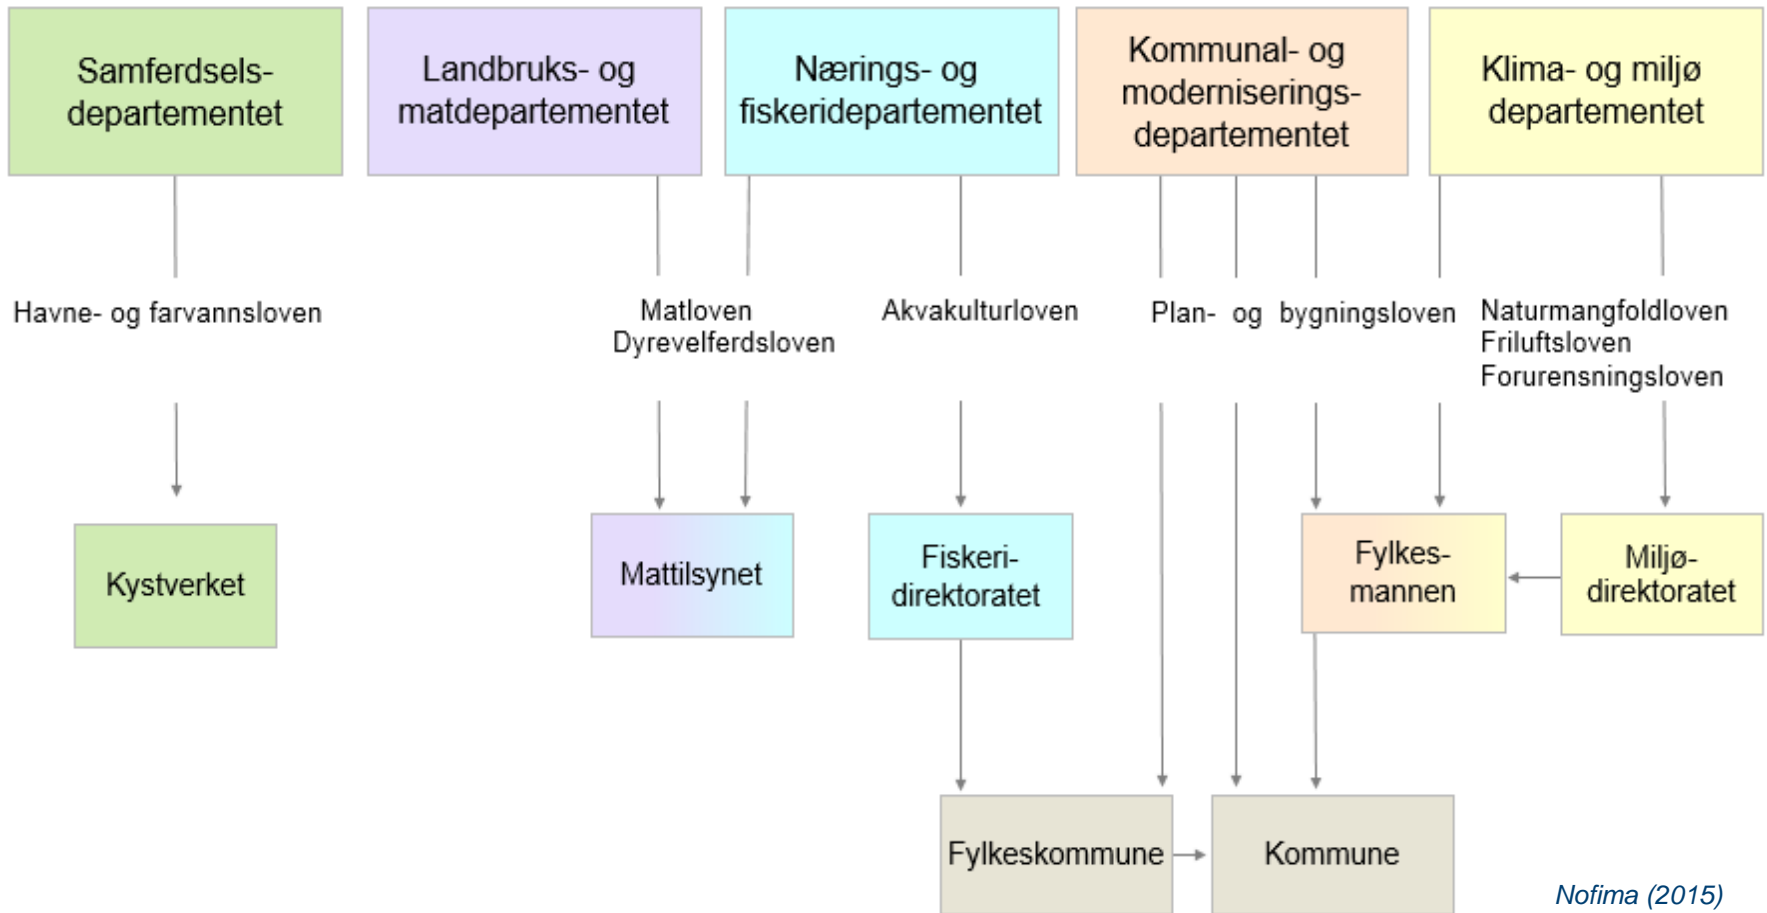 Samferdsels-
departementet
Landbruks- og
matdepartementet
Nærings- og
fiskeridepartementet
Kommunal- og
moderniserings-
departementet
Klima- og miljø
departementet
Havne- og farvannsloven
Matloven
Dyrevelferdsloven
Akvakulturloven
Plan- og bygningsloven
Naturmangfoldloven
Friluftsloven
Forurensningsloven
Kystverket
Mattilsynet
Fiskeri-
direktoratet
Fylkes-
mannen
Miljø-
direktoratet
Fylkeskommune
Kommune
Nofima (2015)